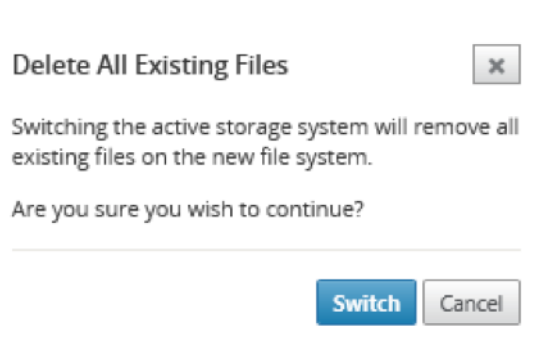 Delete All Existing Files
Switching the active storage system will remove all
existing files on the new file system.
Are you sure you wish to continue?
Switch
Cancel